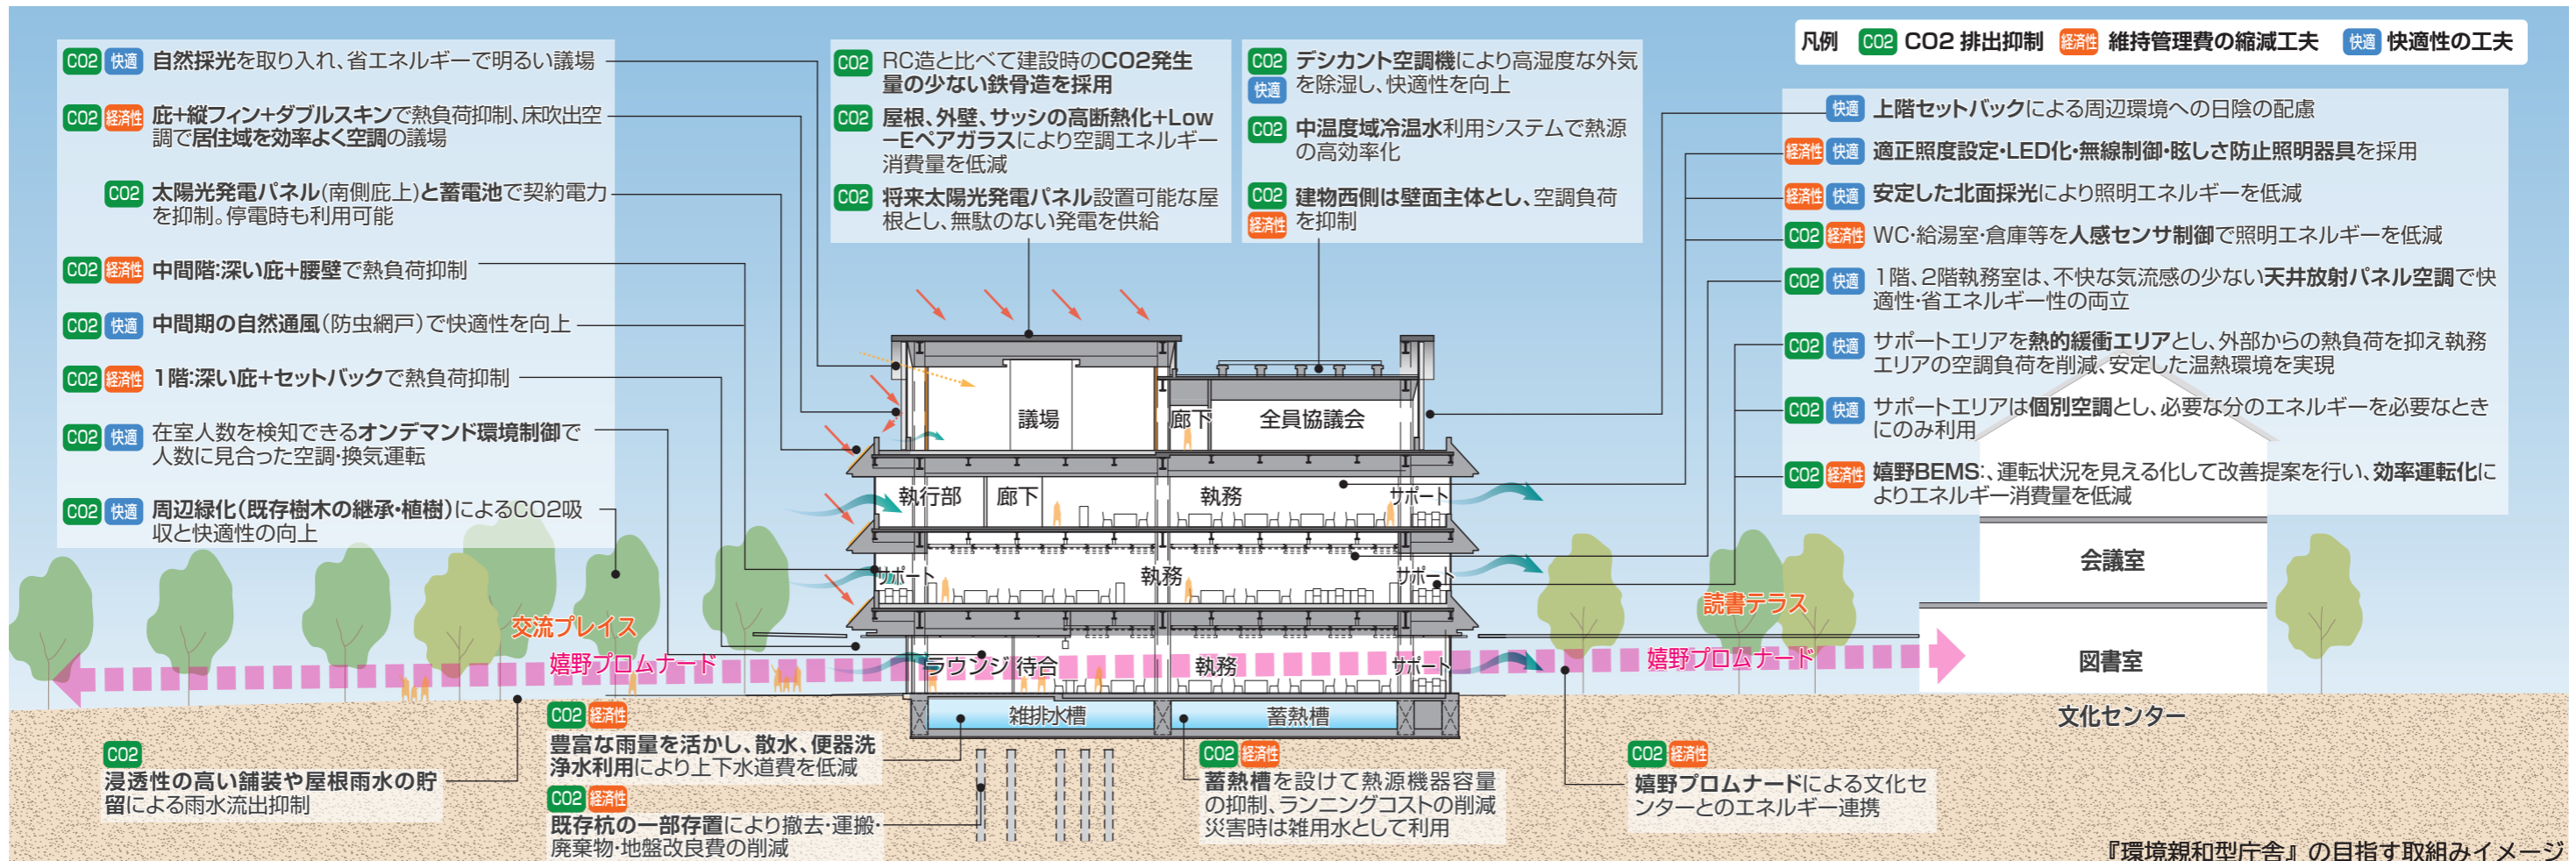 凡例 CO2 CO2 排出抑制 経済性 維持管理費の縮減工夫 快適 快適性の工夫
CO2 快適 自然採光を取り入れ、省エネルギーで明るい議場
CO2 経済性 庇+縦フィン+ダブルスキンで熱負荷抑制、床吹出空
調で居住域を効率よく空調の議場
CO2 太陽光発電パネル(南側庇上)と蓄電池で契約電力
を抑制。停電時も利用可能
CO2 経済性 中間階:深い庇+腰壁で熱負荷抑制
CO2 快適 中間期の自然通風(防虫網戸)で快適性を向上
CO2 経済性 1階:深い庇+セットバックで熱負荷抑制
CO2 快適 在室人数を検知できるオンデマンド環境制御で
人数に見合った空調・換気運転
CO2 快適 周辺緑化(既存樹木の継承・植樹)によるCO2吸
収と快適性の向上
CO2 RC造と比べて建設時のCO2発生
量の少ない鉄骨造を採用
CO2 屋根、外壁、サッシの高断熱化+Low
-Eペアガラスにより空調エネルギー
消費量を低減
CO2 将来太陽光発電パネル設置可能な屋
根とし、無駄のない発電を供給
CO2 快適 デシカント空調機により高湿度な外気
を除湿し、快適性を向上
CO2 中温度域冷温水利用システムで熱源
の高効率化
CO2 経済性 建物西側は壁面主体とし、空調負荷
を抑制
快適 上階セットバックによる周辺環境への日陰の配慮
経済性 快適 適正照度設定・LED化・無線制御・眩しさ防止照明器具を採用
経済性 快適 安定した北面採光により照明エネルギーを低減
CO2 経済性 WC・給湯室・倉庫等を人感センサ制御で照明エネルギーを低減
CO2 快適 1階、2階執務室は、不快な気流感の少ない天井放射パネル空調で快
適性・省エネルギー性の両立
CO2 快適 サポートエリアを熱的緩衝エリアとし、外部からの熱負荷を抑え執務
エリアの空調負荷を削減、安定した温熱環境を実現
CO2 快適 サポートエリアは個別空調とし、必要な分のエネルギーを必要なとき
にのみ利用
CO2 経済性 嬉野BEMS:、運転状況を見える化して改善提案を行い、効率運転化に
よりエネルギー消費量を低減
議場 廊下 全員協議会
執行部 廊下 執務 サポート
サポート 執務 サポート
ラウンジ 待合 執務 サポート
雑排水槽 蓄熱槽
交流プレイス
嬉野プロムナード
読書テラス
嬉野プロムナード
会議室
図書室
文化センター
CO2
浸透性の高い舗装や屋根雨水の貯
留による雨水流出抑制
CO2 経済性
豊富な雨量を活かし、散水、便器洗
浄水利用により上下水道費を低減
CO2 経済性
既存杭の一部存置により撤去・運搬・
廃棄物・地盤改良費の削減
CO2 経済性
蓄熱槽を設けて熱源機器容量
の抑制、ランニングコストの削減
災害時は雑用水として利用
CO2 経済性
嬉野プロムナードによる文化セ
ンターとのエネルギー連携
『環境親和型庁舎』の目指す取組みイメージ